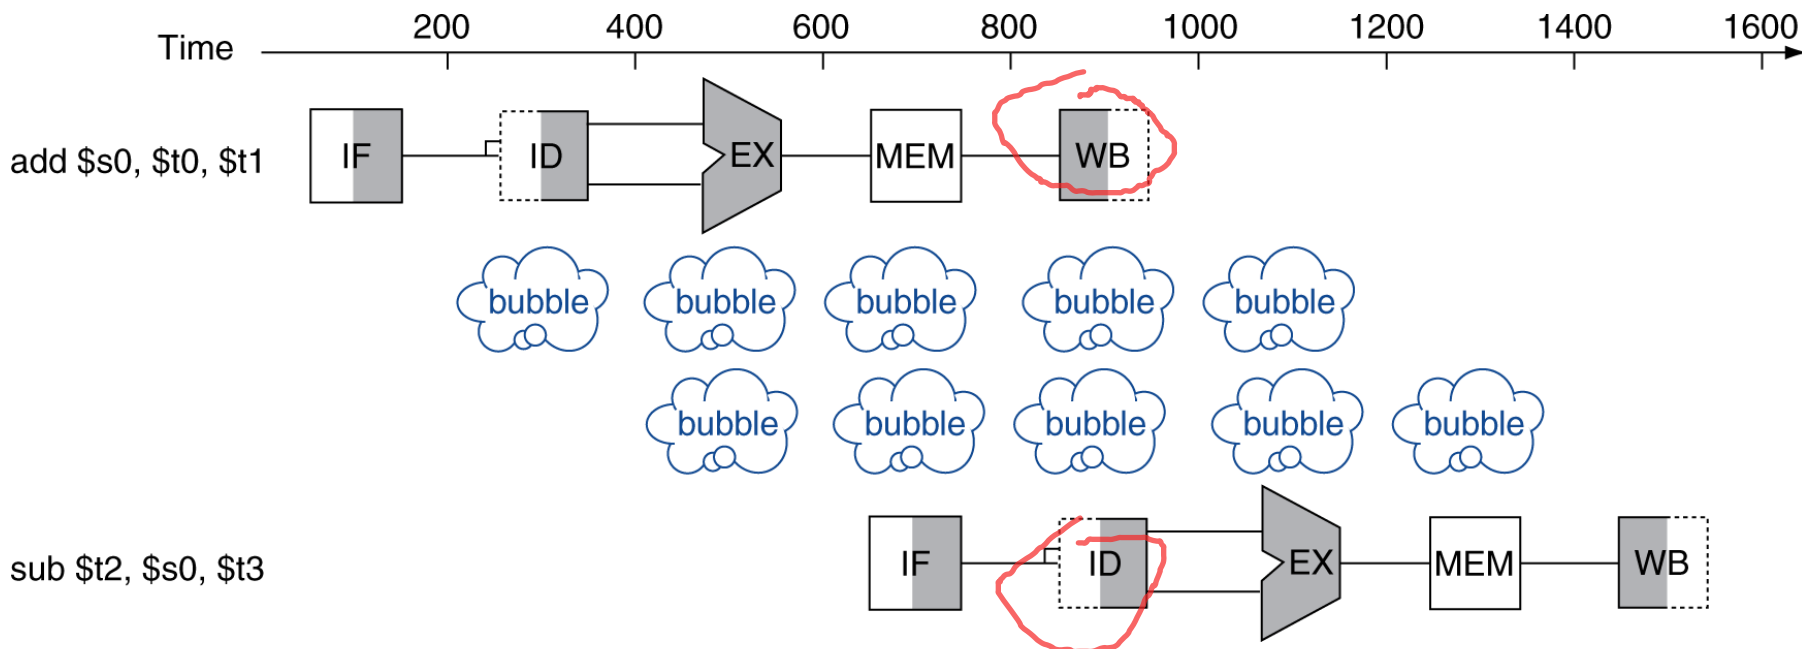 200 400 600 800 1000 1200 1400 1600
Time
add $s0, $t0, $t1 IF ID EX MEM WB
bubble bubble bubble bubble bubble
bubble bubble bubble bubble bubble
sub $t2, $s0, $t3 IF ID EX MEM WB